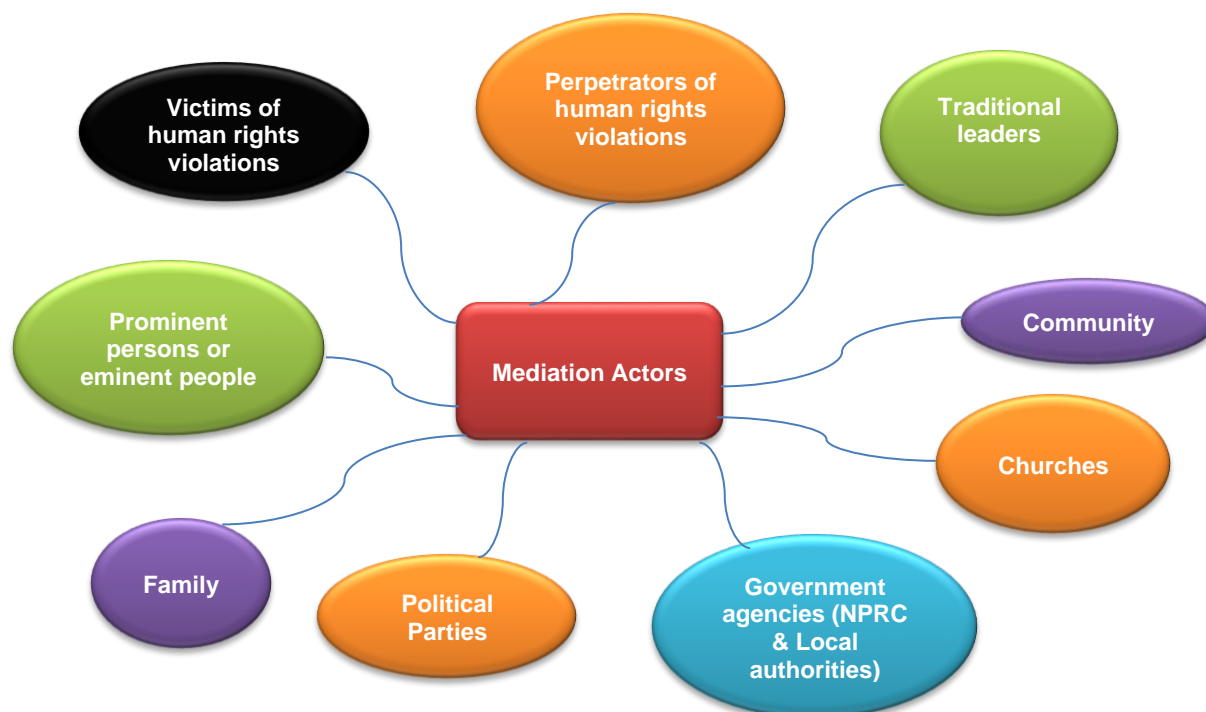 Victims of
human rights
violations
Perpetrators of
human rights
violations
Traditional
leaders
Prominent
persons or
eminent people
Mediation Actors
Community
Churches
Family
Political
Parties
Government
agencies (NPRC
& Local
authorities)